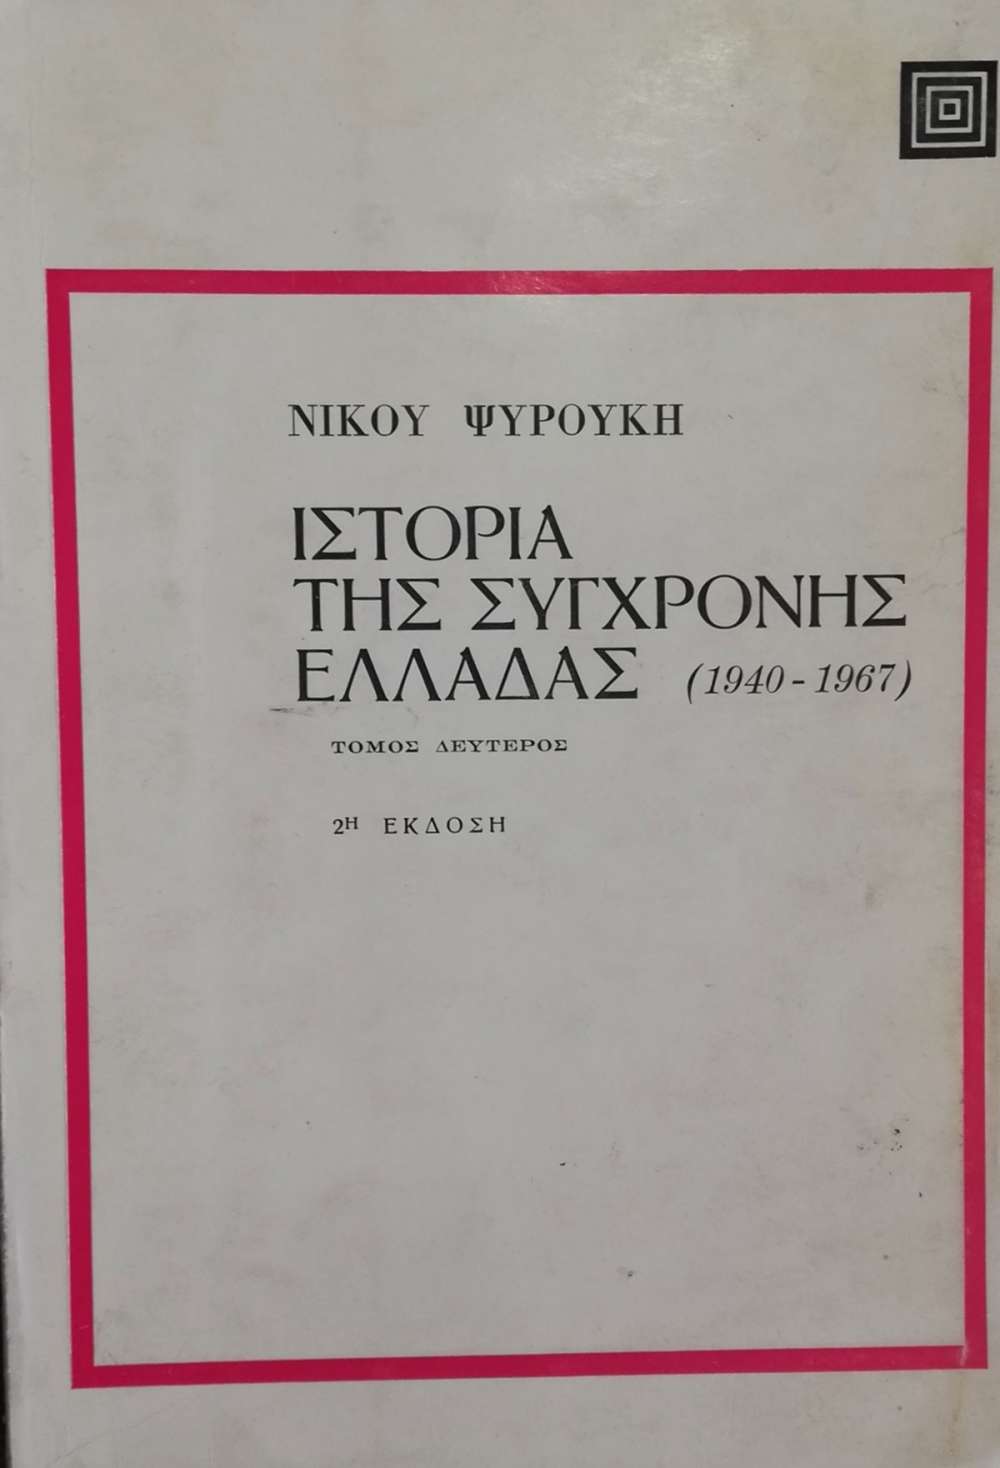 ΝΙΚΟΥ ΨΥΡΟΥΚΗ
ΙΣΤΟΡΙΑ
ΤΗΣ ΣΥΓΧΡΟΝΗΣ
ΕΛΛΑΔΑΣ (1940-1967)
ΤΟΜΟΣ ΔΕΥΤΕΡΟΣ
2Η ΕΚΔΟΣΗ